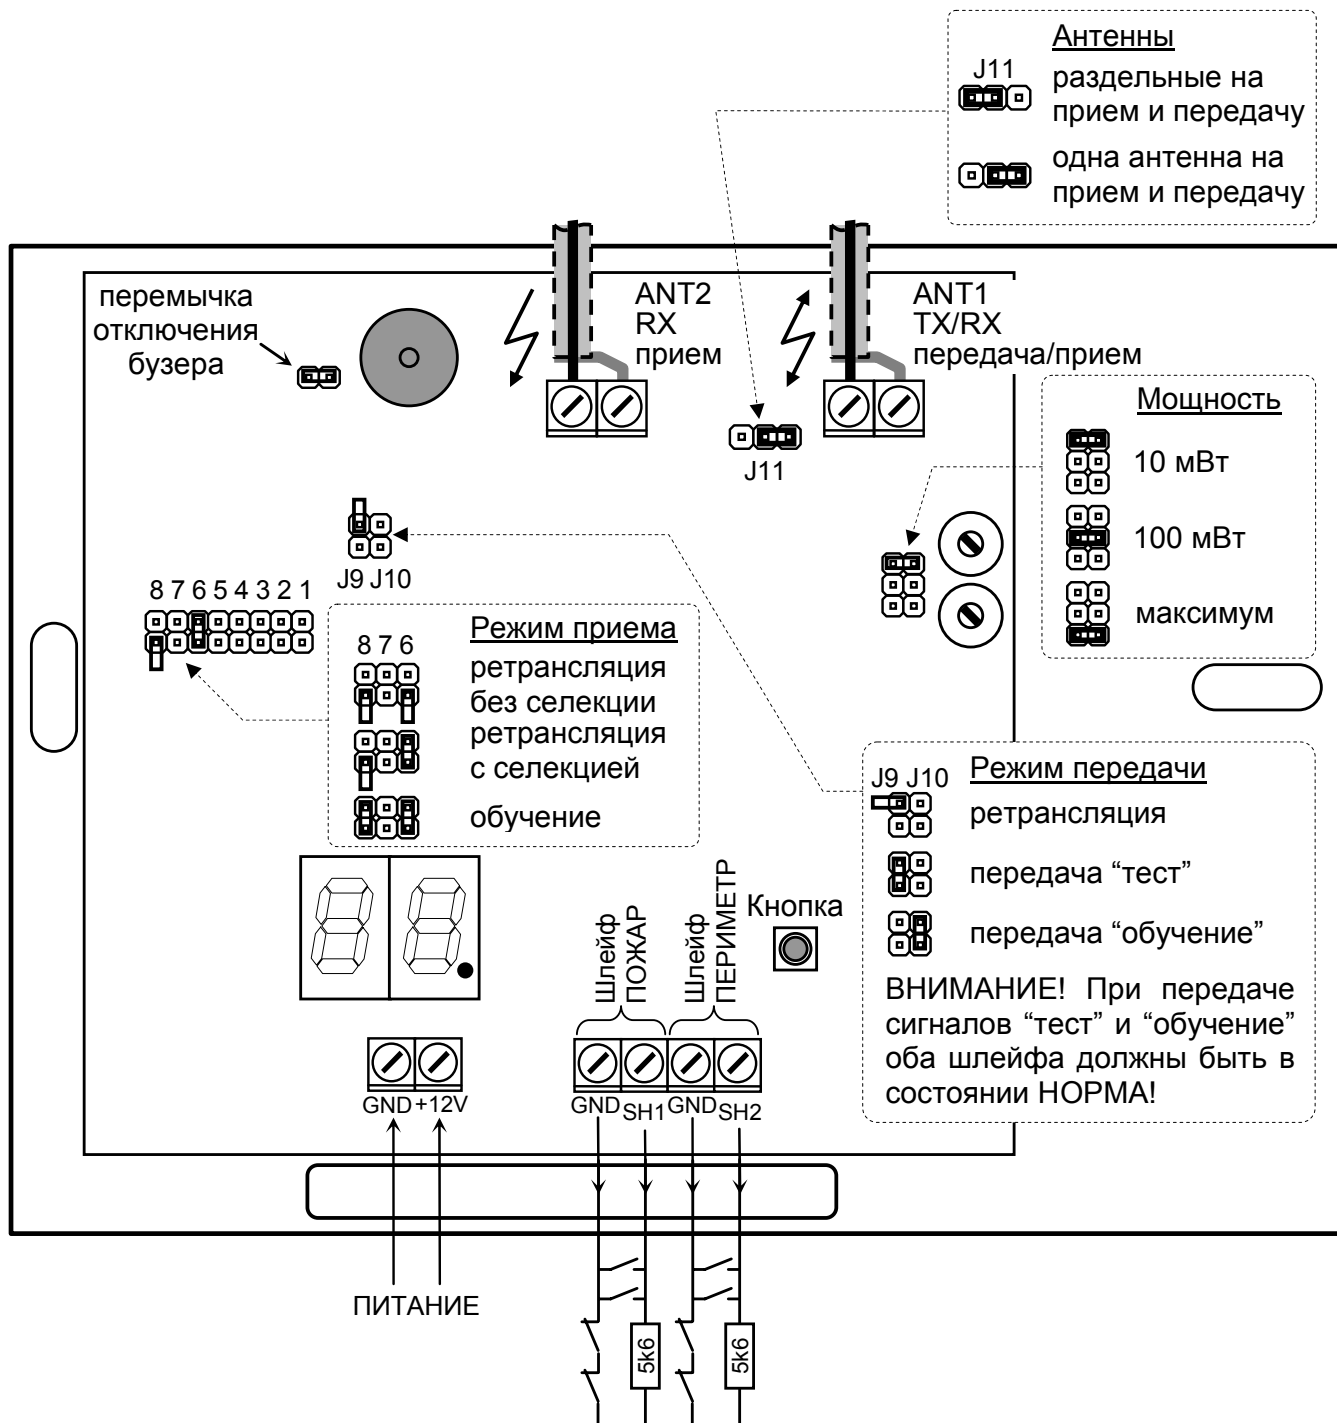 Антенны
J11
раздельные на
прием и передачу
одна антенна на
прием и передачу
перемычка
отключения
бузера
ANT2
RX
прием
ANT1
TX/RX
передача/прием
J11
Мощность
10 мВт
100 мВт
максимум
J9 J10
8 7 6 5 4 3 2 1
Режим приема
8 7 6
ретрансляция
без селекции
ретрансляция
с селекцией
обучение
J9 J10
Режим передачи
ретрансляция
передача “тест”
передача “обучение”
ВНИМАНИЕ! При передаче
сигналов “тест” и “обучение”
оба шлейфа должны быть в
состоянии НОРМА!
Шлейф
ПОЖАР
Шлейф
ПЕРИМЕТР
Кнопка
GND +12V
GND SH1 GND SH2
ПИТАНИЕ
5k6
5k6